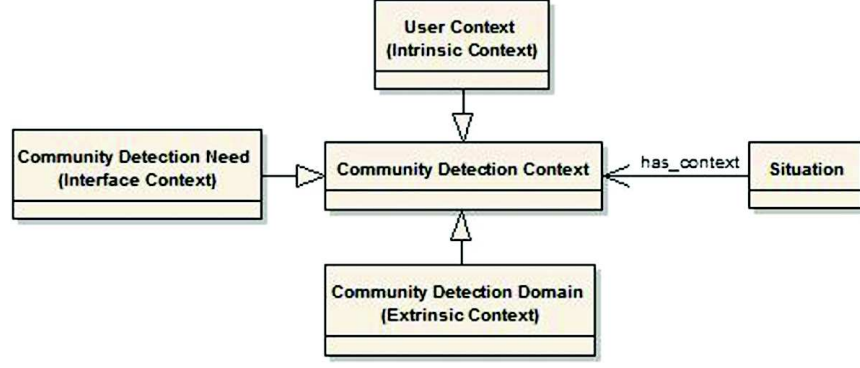 User Context
(Intrinsic Context)
Community Detection Need
(Interface Context)
Community Detection Context
has_context
Situation
Community Detection Domain
(Extrinsic Context)